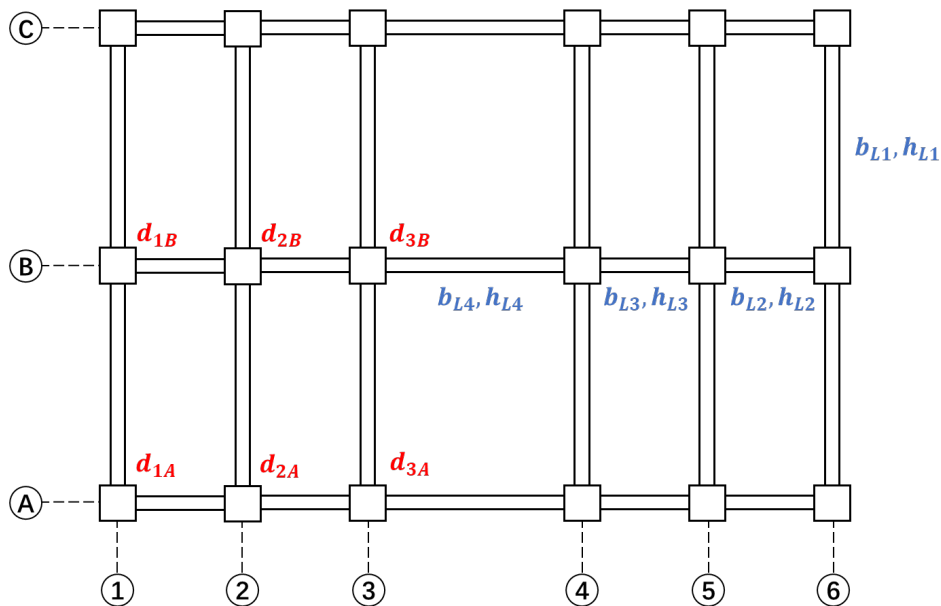 C
b_{L1}, h_{L1}
d_{1B} d_{2B} d_{3B}
B
b_{L4}, h_{L4} b_{L3}, h_{L3} b_{L2}, h_{L2}
d_{1A} d_{2A} d_{3A}
A
1 2 3 4 5 6